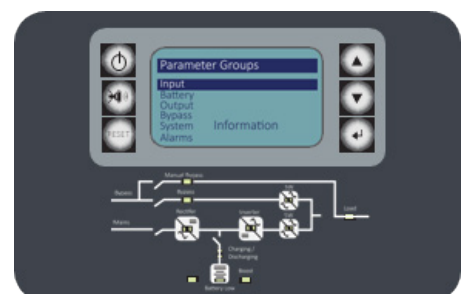 Parameter Groups
Input
Battery
Output
Bypass
System Information
Alarms
RESET
Manual Bypass
Bypass
Bypass
Rectifier
Inverter
Load
Mains
Charging /
Discharging
Boost
Battery Low